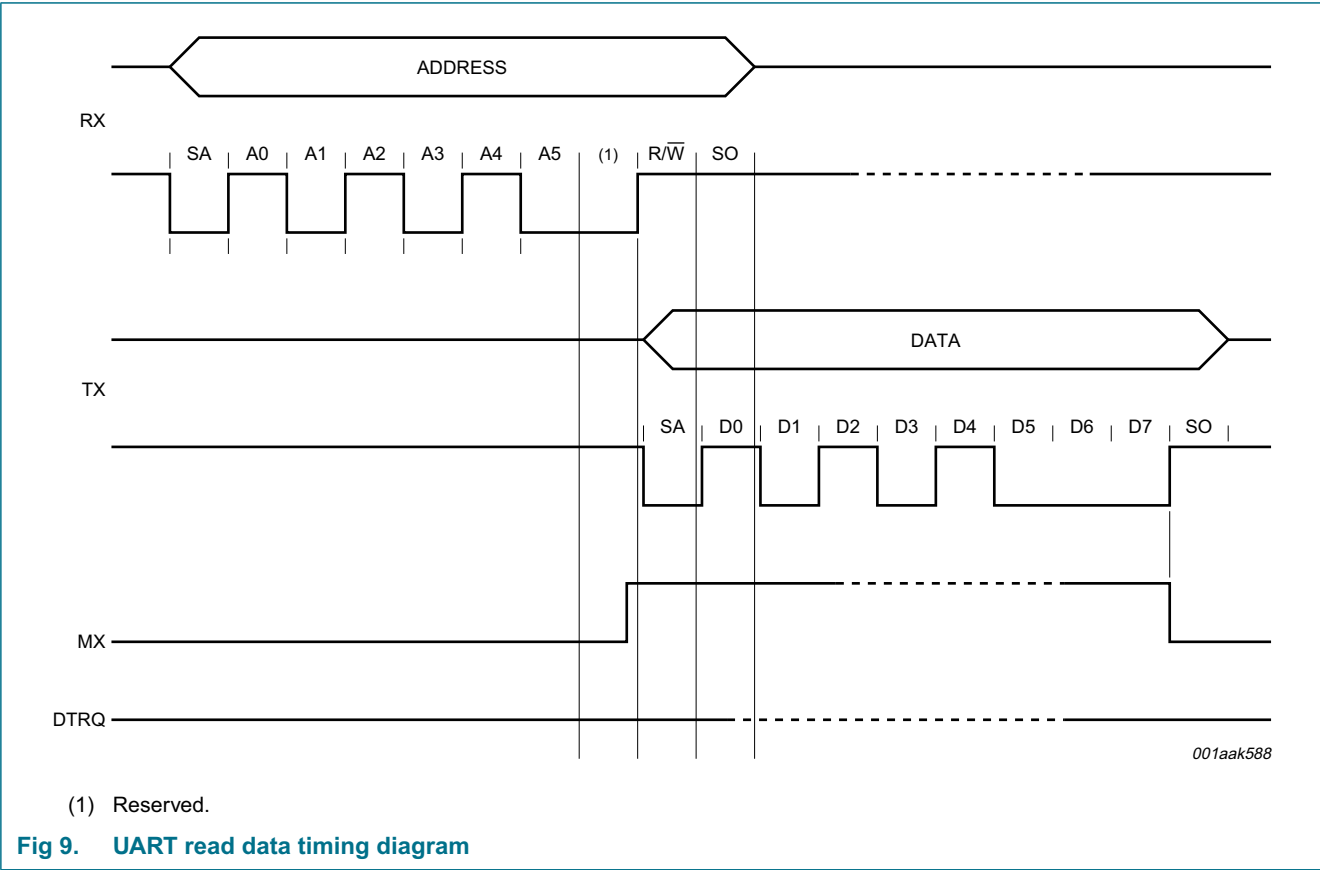 ADDRESS
RX
SA A0 A1 A2 A3 A4 A5 (1) R/W̅ SO
DATA
TX
SA D0 D1 D2 D3 D4 D5 D6 D7 SO
MX
DTRQ
001aak588
(1) Reserved.
Fig 9. UART read data timing diagram